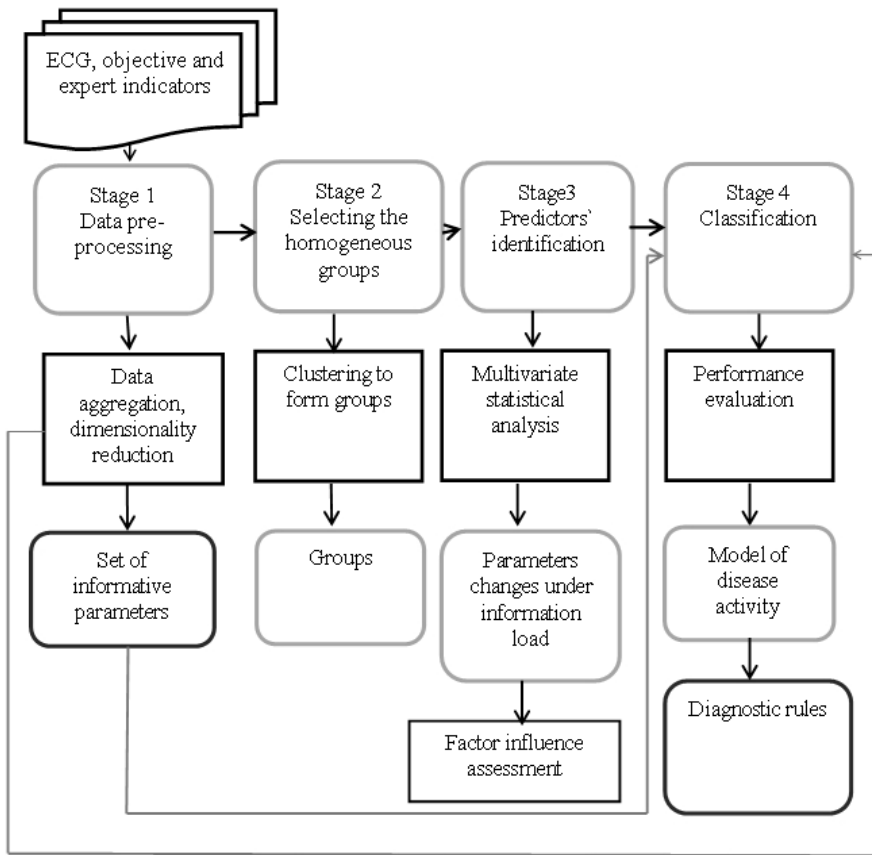 ECG, objective and
expert indicators
Stage 1
Data pre-
processing
Stage 2
Selecting the
homogeneous
groups
Stage3
Predictors`
identification
Stage 4
Classification
Data
aggregation,
dimensionality
reduction
Clustering to
form groups
Multivariate
statistical
analysis
Performance
evaluation
Set of
informative
parameters
Groups
Parameters
changes under
information
load
Model of
disease
activity
Factor influence
assessment
Diagnostic rules